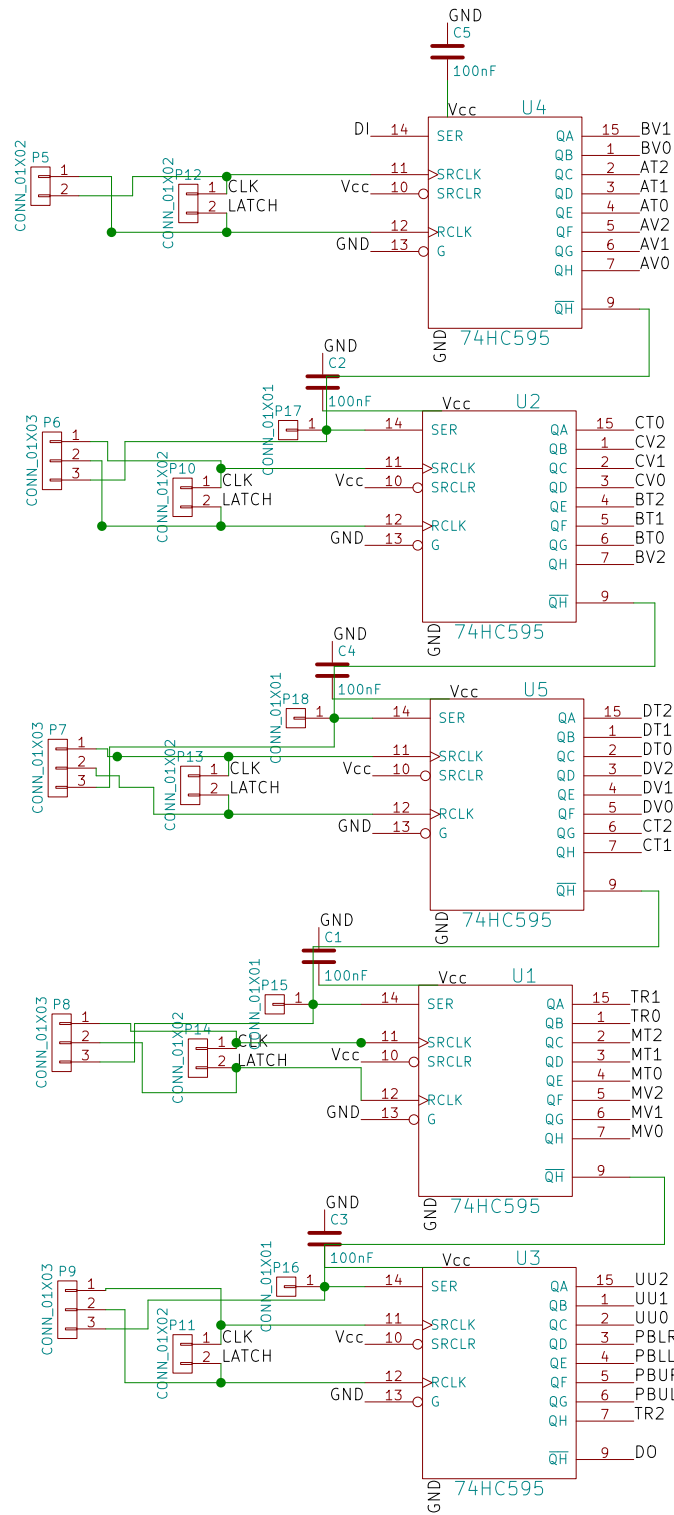 GND
C5
100nF
Vcc U4
DI 14 SER QA 15 BV1
QB 1 BV0
P5 CONN_01X02 1 2
P12 CONN_01X02 1 CLK 2 LATCH
11 SRCLK QC 2 AT2
Vcc 10 SRCLR QD 3 AT1
QE 4 AT0
12 RCLK QF 5 AV2
GND 13 G QG 6 AV1
QH 7 AV0
QH 9
GND 74HC595
GND
C2
100nF
Vcc U2
P17 CONN_01X01 1
14 SER QA 15 CT0
P6 CONN_01X03 1 2 3
QB 1 CV2
P10 CONN_01X02 1 CLK 2 LATCH
11 SRCLK QC 2 CV1
Vcc 10 SRCLR QD 3 CV0
QE 4 BT2
12 RCLK QF 5 BT1
GND 13 G QG 6 BT0
QH 7 BV2
QH 9
GND 74HC595
GND
C4
100nF
Vcc U5
P18 CONN_01X01 1
14 SER QA 15 DT2
P7 CONN_01X03 1 2 3
QB 1 DT1
P13 CONN_01X02 1 CLK 2 LATCH
11 SRCLK QC 2 DT0
Vcc 10 SRCLR QD 3 DV2
QE 4 DV1
12 RCLK QF 5 DV0
GND 13 G QG 6 CT2
QH 7 CT1
QH 9
GND 74HC595
GND
C1
100nF
Vcc U1
P15 CONN_01X01 1
14 SER QA 15 TR1
P8 CONN_01X03 1 2 3
QB 1 TR0
P14 CONN_01X02 1 CLK 2 LATCH
11 SRCLK QC 2 MT2
Vcc 10 SRCLR QD 3 MT1
QE 4 MT0
12 RCLK QF 5 MV2
GND 13 G QG 6 MV1
QH 7 MV0
QH 9
GND 74HC595
GND
C3
100nF
Vcc U3
P16 CONN_01X01 1
14 SER QA 15 UU2
P9 CONN_01X03 1 2 3
QB 1 UU1
P11 CONN_01X02 1 CLK 2 LATCH
11 SRCLK QC 2 UU0
Vcc 10 SRCLR QD 3 PBLR
QE 4 PBLL
12 RCLK QF 5
GND 13 G QG 6
QH 7 TR2
QH 9 DO
GND 74HC595